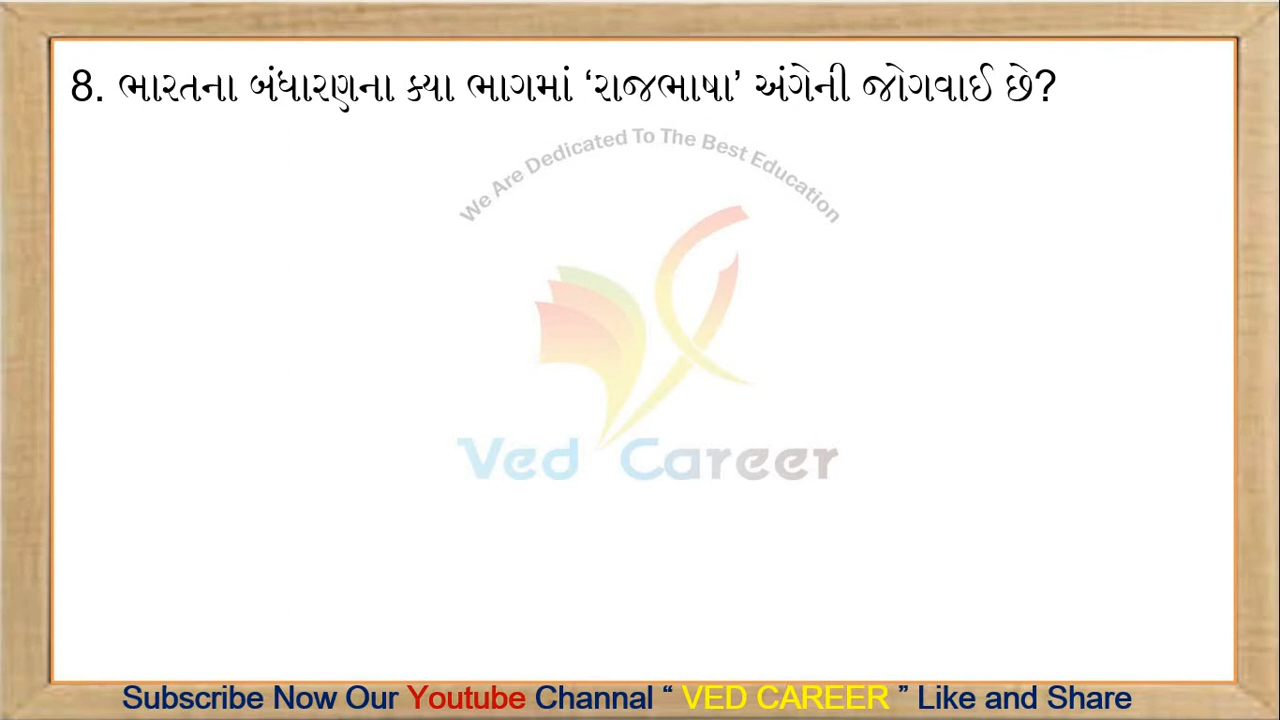 8. ભારતના બંધારણના ક્યા ભાગમાં ‘રાજભાષા’ અંગેની જોગવાઈ છે?
We Are Dedicated To The Best Education
Ved Career
Subscribe Now Our Youtube Channal “ VED CAREER ” Like and Share